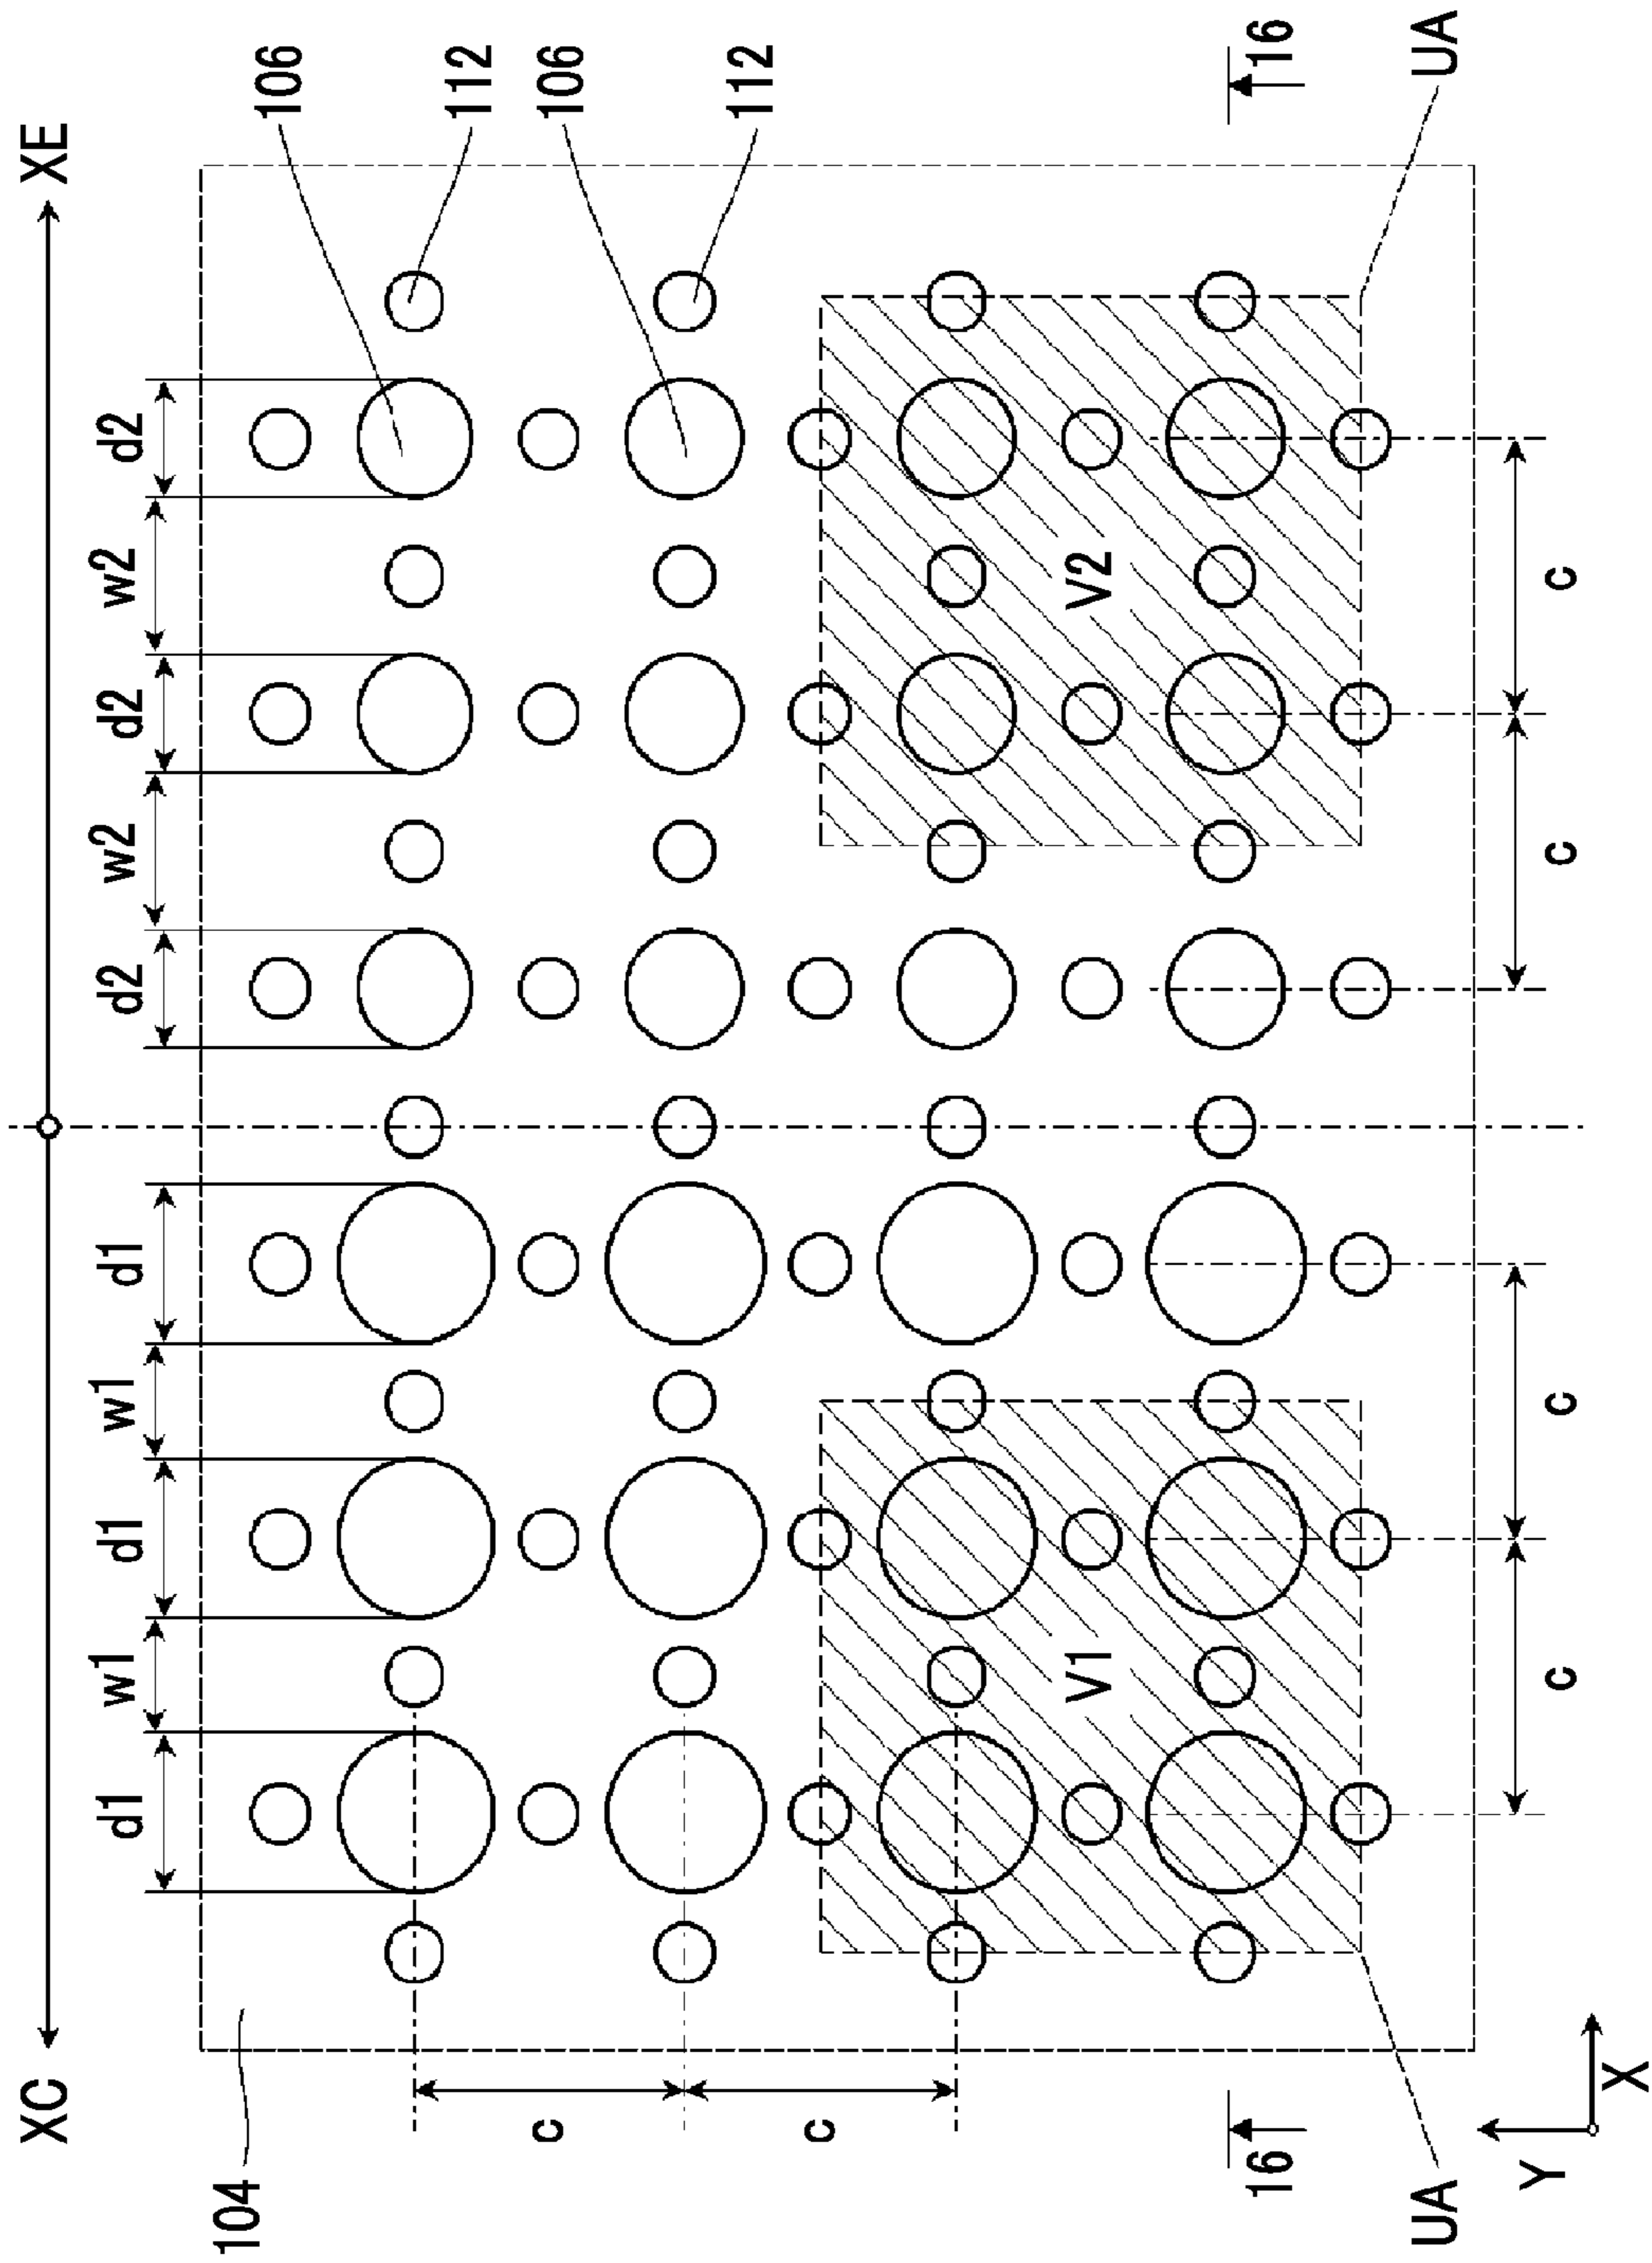 XC XE
d1 w1 d1 w1 d1 d2 w2 d2 w2 d2
104
106
112
c
106
112
c
V1 V2
16 16
UA UA
Y
c c c c
X